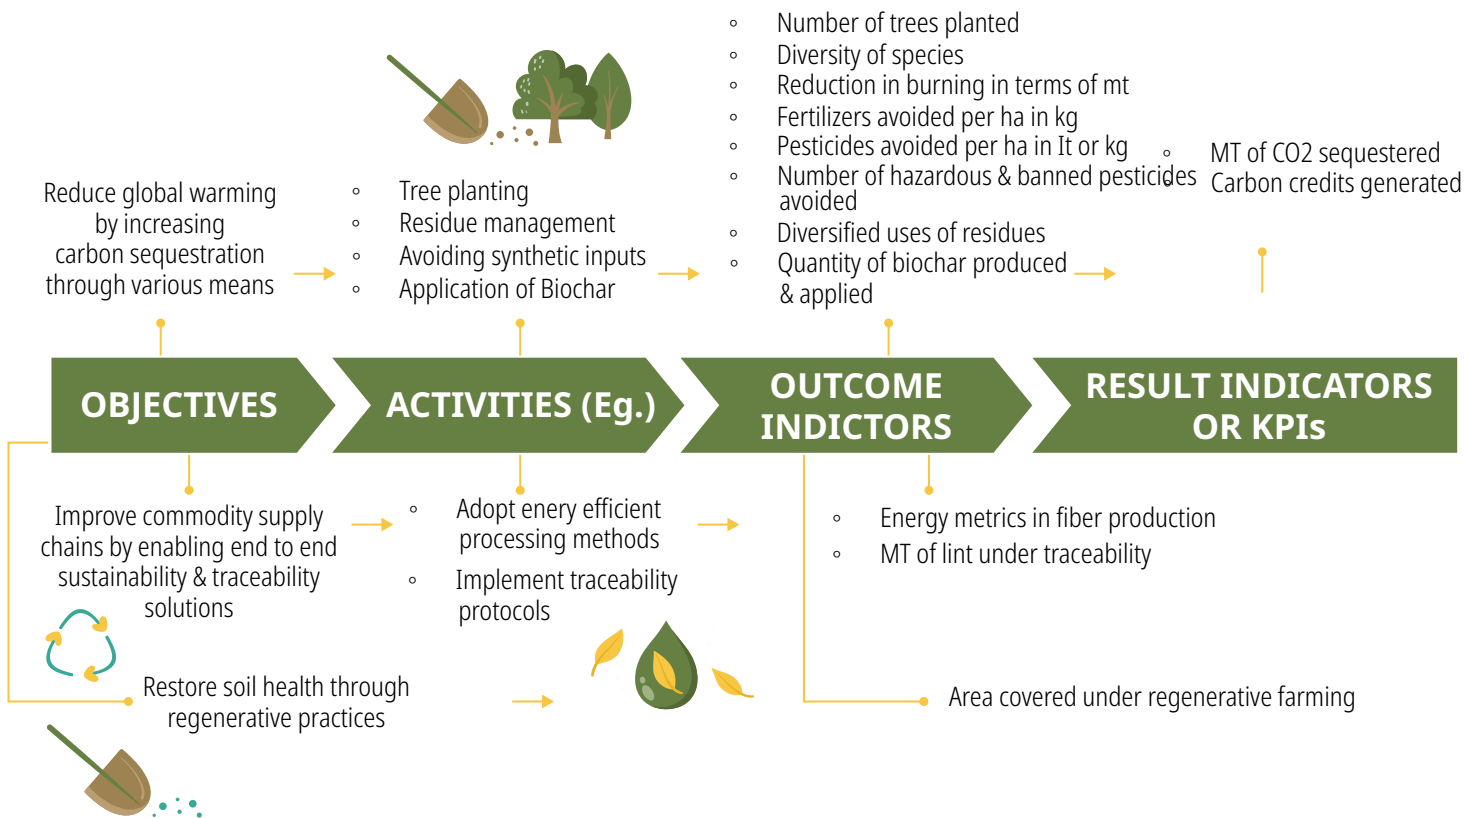 Number of trees planted
Diversity of species
Reduction in burning in terms of mt
Fertilizers avoided per ha in kg
Pesticides avoided per ha in It or kg
Number of hazardous & banned pesticides
avoided
Diversified uses of residues
Quantity of biochar produced
& applied
MT of CO2 sequestered
Carbon credits generated
Reduce global warming
by increasing
carbon sequestration
through various means
Tree planting
Residue management
Avoiding synthetic inputs
Application of Biochar
OBJECTIVES
ACTIVITIES (Eg.)
OUTCOME
INDICTORS
RESULT INDICATORS
OR KPIs
Improve commodity supply
chains by enabling end to end
sustainability & traceability
solutions
Adopt enery efficient
processing methods
Implement traceability
protocols
Energy metrics in fiber production
MT of lint under traceability
Restore soil health through
regenerative practices
Area covered under regenerative farming